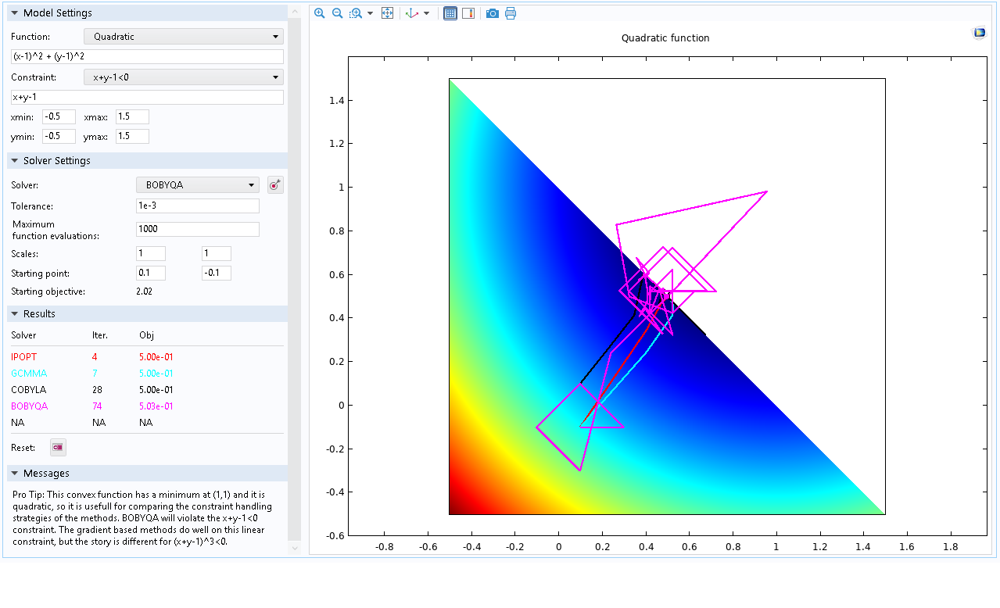 Model Settings
Function: Quadratic
(x-1)^2 + (y-1)^2
Constraint: x+y-1<0
x+y-1
xmin: -0.5 xmax: 1.5
ymin: -0.5 ymax: 1.5
Solver Settings
Solver: BOBYQA
Tolerance: 1e-3
Maximum
function evaluations: 1000
Scales: 1 1
Starting point: 0.1 -0.1
Starting objective: 2.02
Results
Solver Iter. Obj
IPOPT 4 5.00e-01
GCMMA 7 5.00e-01
COBYLA 28 5.00e-01
BOBYQA 74 5.03e-01
NA NA NA
Reset:
Messages
Pro Tip: This convex function has a minimum at (1,1) and it is
quadratic, so it is usefull for comparing the constraint handling
strategies of the methods. BOBYQA will violate the x+y-1<0
constraint. The gradient based methods do well on this linear
constraint, but the story is different for (x+y-1)^3<0.
Quadratic function
1.4
1.2
1
0.8
0.6
0.4
0.2
0
-0.2
-0.4
-0.6
-0.8 -0.6 -0.4 -0.2 0 0.2 0.4 0.6 0.8 1 1.2 1.4 1.6 1.8